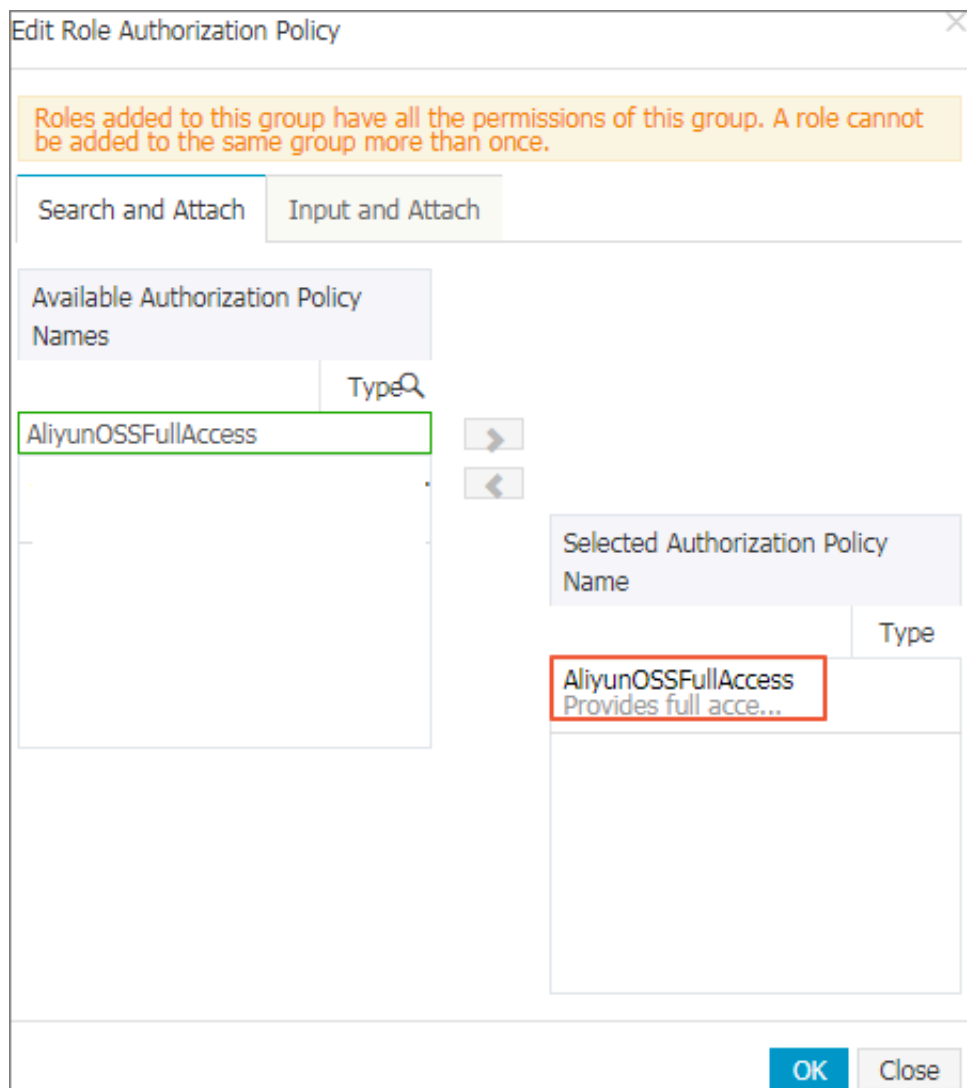 Edit Role Authorization Policy
Roles added to this group have all the permissions of this group. A role cannot
be added to the same group more than once.
Search and Attach
Input and Attach
Available Authorization Policy
Names
Type
AliyunOSSFullAccess
Selected Authorization Policy
Name
Type
AliyunOSSFullAccess
Provides full acce...
OK
Close